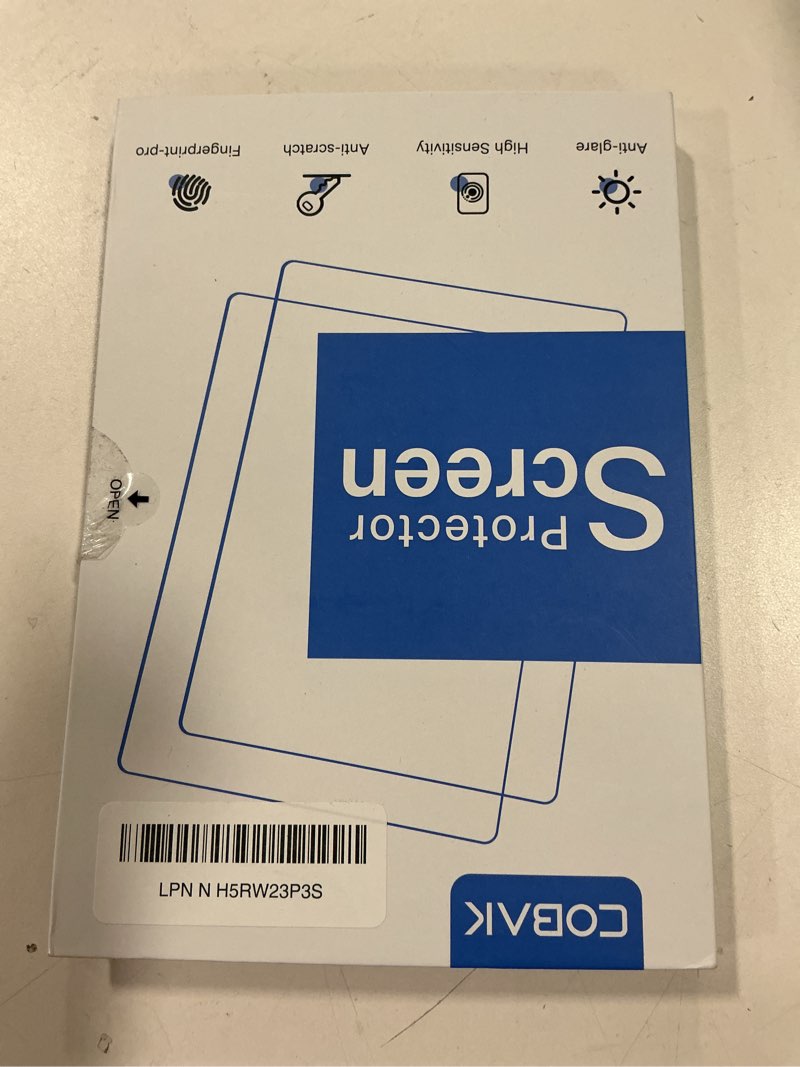 COBAK
Screen
Protector
Anti-glare
High Sensitivity
Anti-scratch
Fingerprint-pro
OPEN
LPN N H5RW23P3S